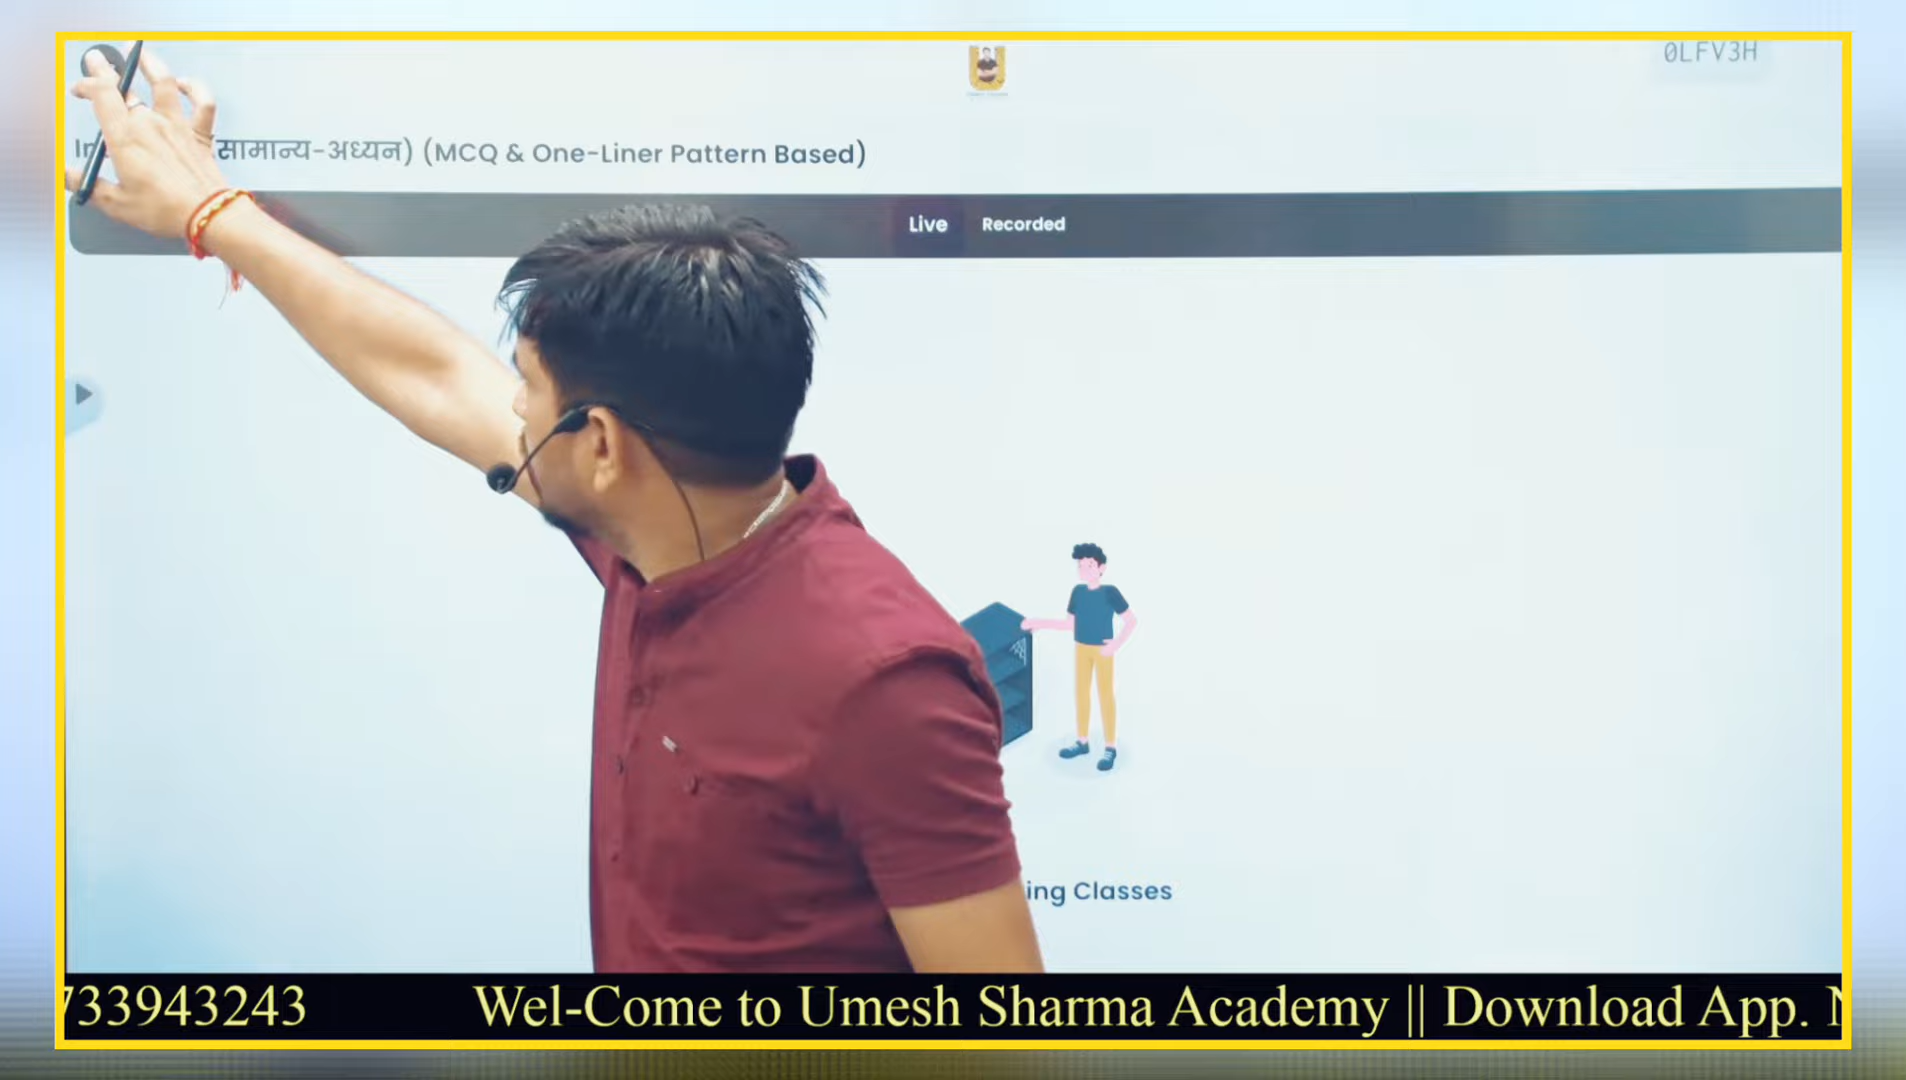 0LFV3H
(सामान्य-अध्यन) (MCQ & One-Liner Pattern Based)
Live Recorded
Classes
733943243 Wel-Come to Umesh Sharma Academy || Download App.